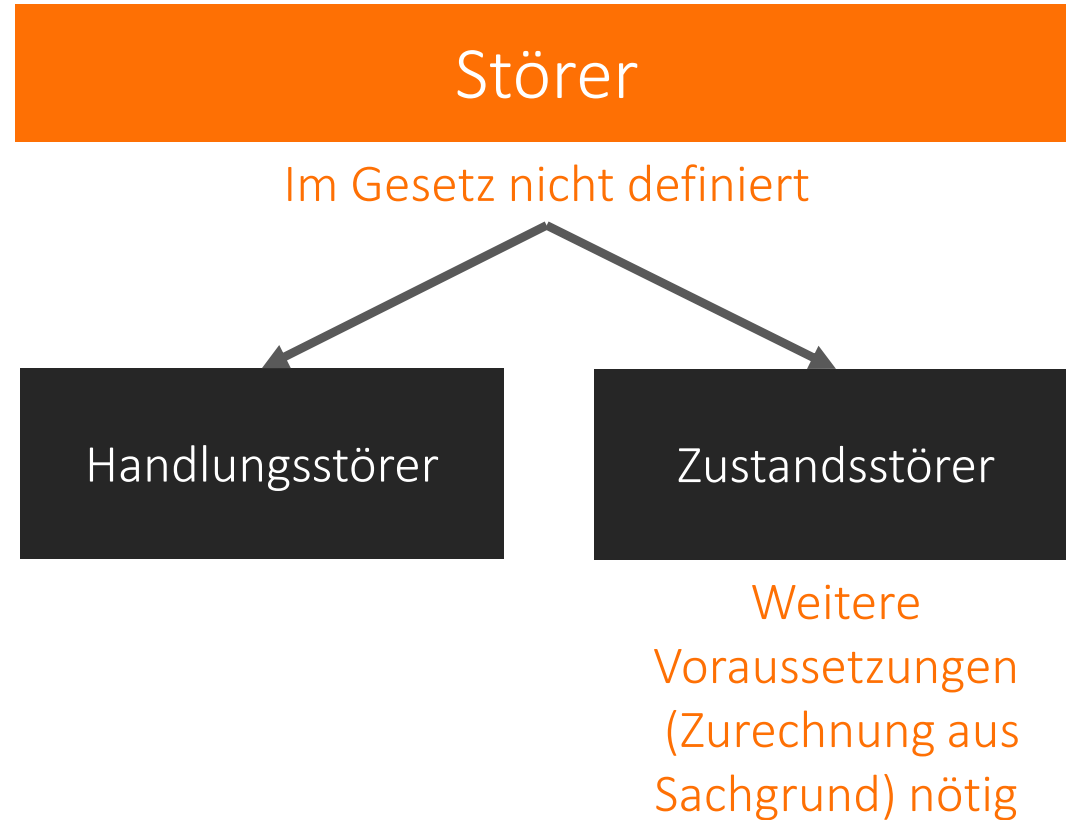 Störer
Im Gesetz nicht definiert
Handlungsstörer
Zustandsstörer
Weitere
Voraussetzungen
(Zurechnung aus
Sachgrund) nötig